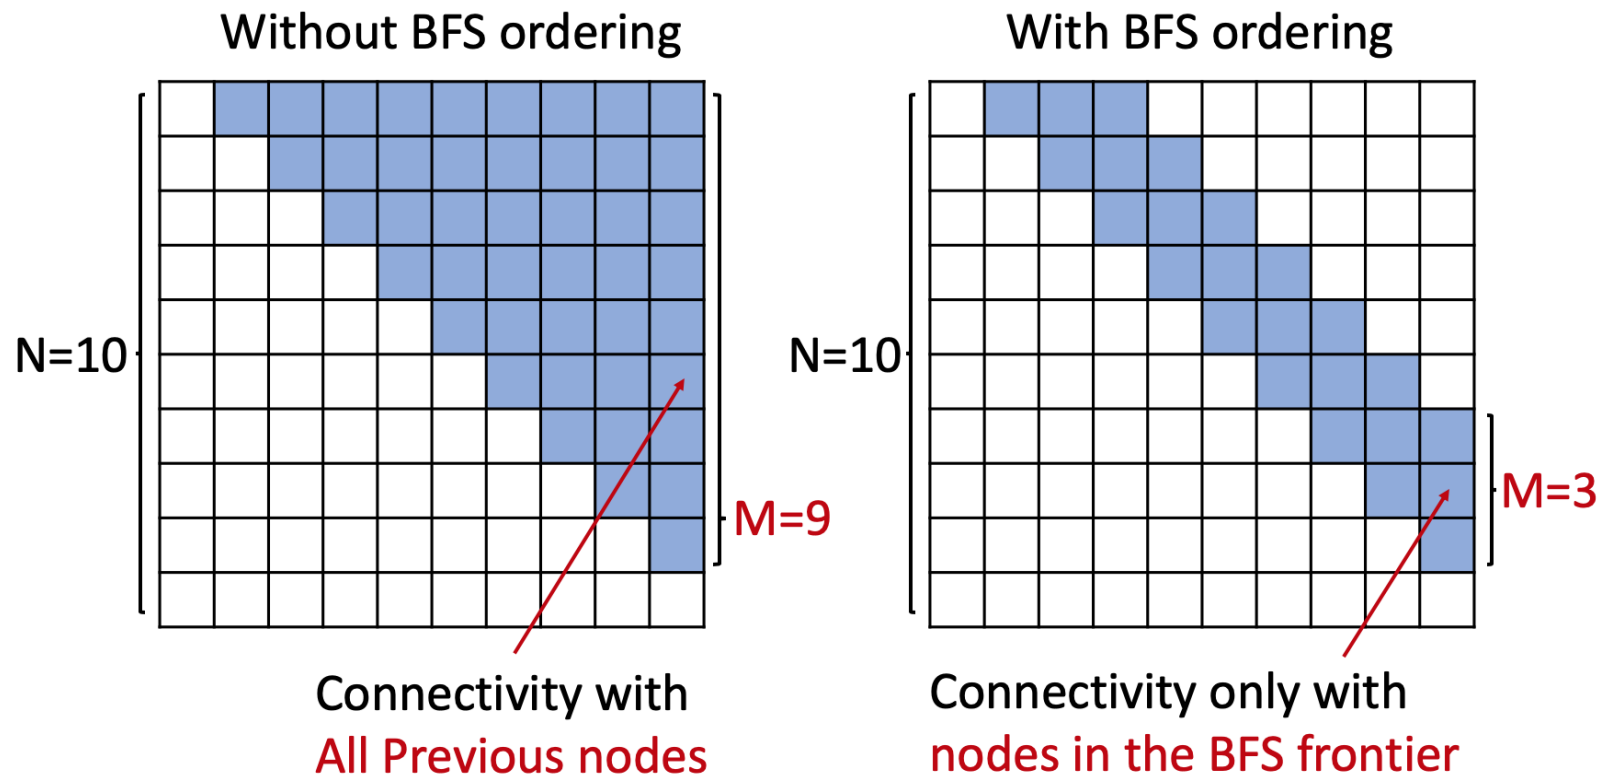 Without BFS ordering
N=10
M=9
Connectivity with
All Previous nodes
With BFS ordering
N=10
M=3
Connectivity only with
nodes in the BFS frontier